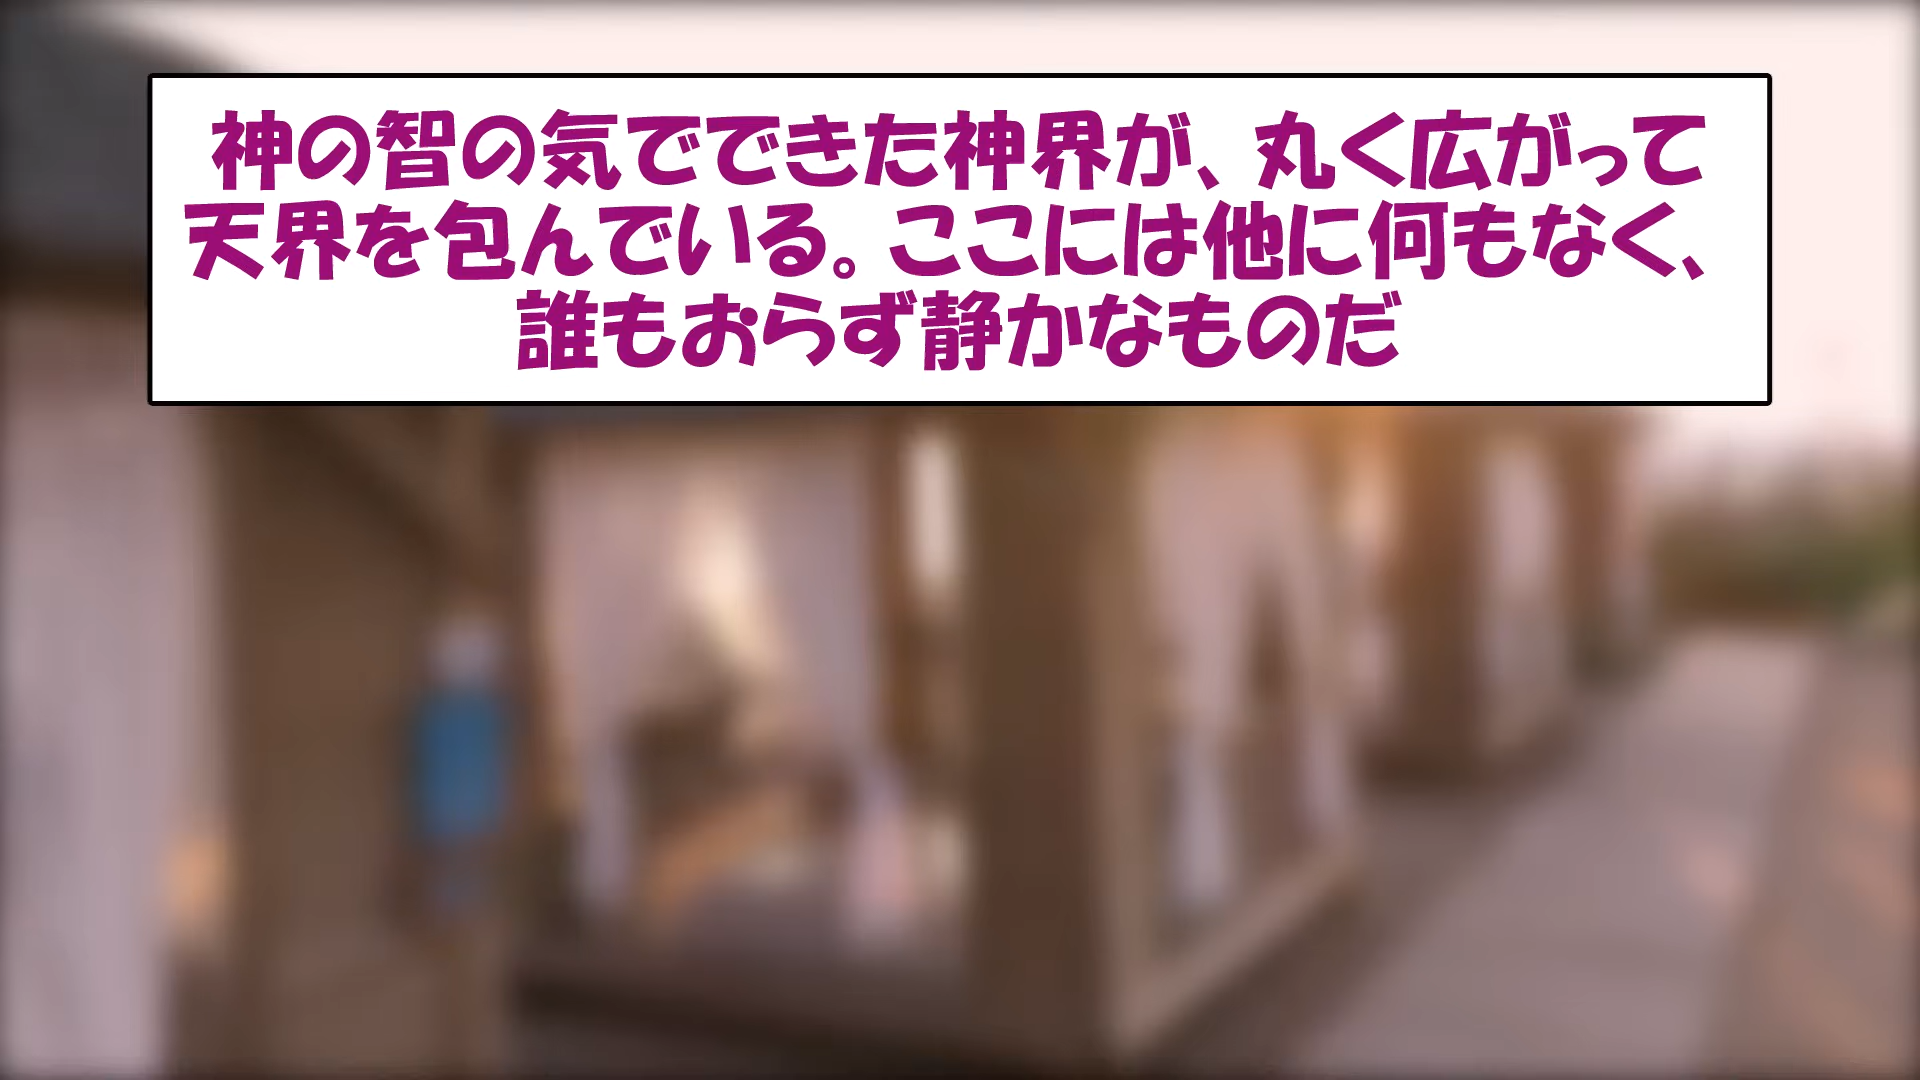 神の智の気でできた神界が、丸く広がって
天界を包んでいる。ここには他に何もなく、
誰もおらず静かなものだ